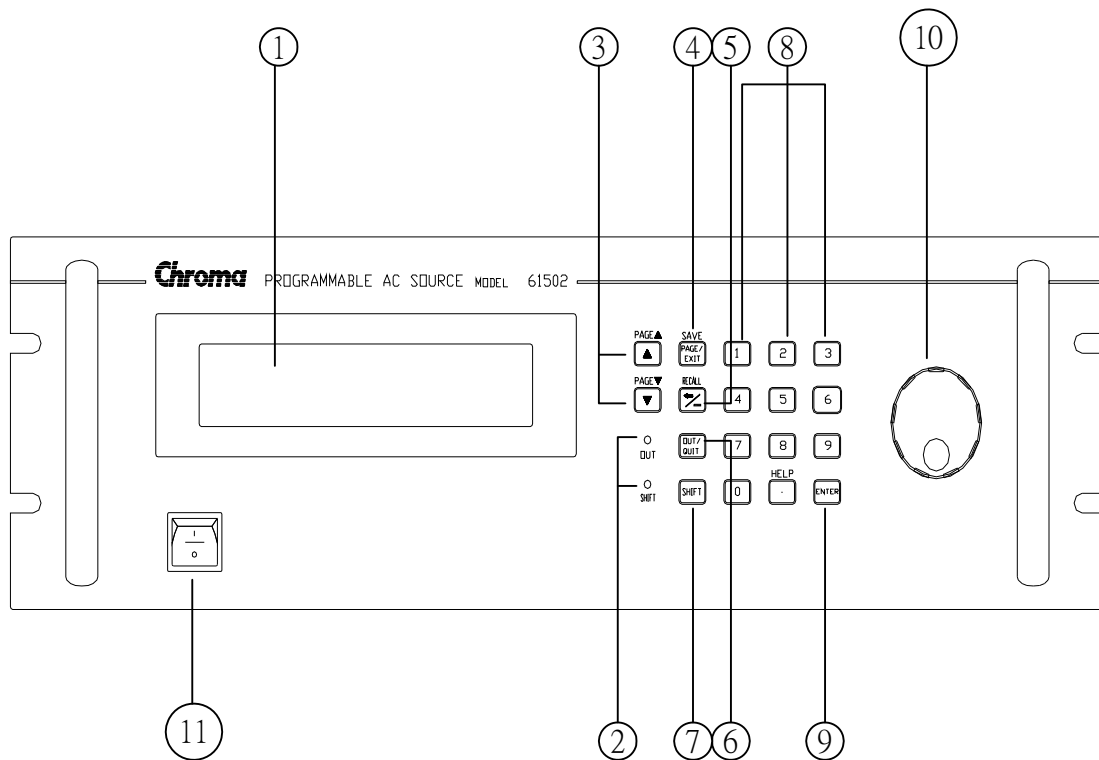 1
3
4
5
8
10
Chroma PROGRAMMABLE AC SOURCE MODEL 61502
PAGE▲ SAVE
▲ PAGE/EXIT 1 2 3
PAGE▼ RECALL
▼ ←/− 4 5 6
OUT OUT/QUIT 7 8 9
HELP
SHIFT SHIFT 0 . ENTER
I
O
11
2
7
6
9